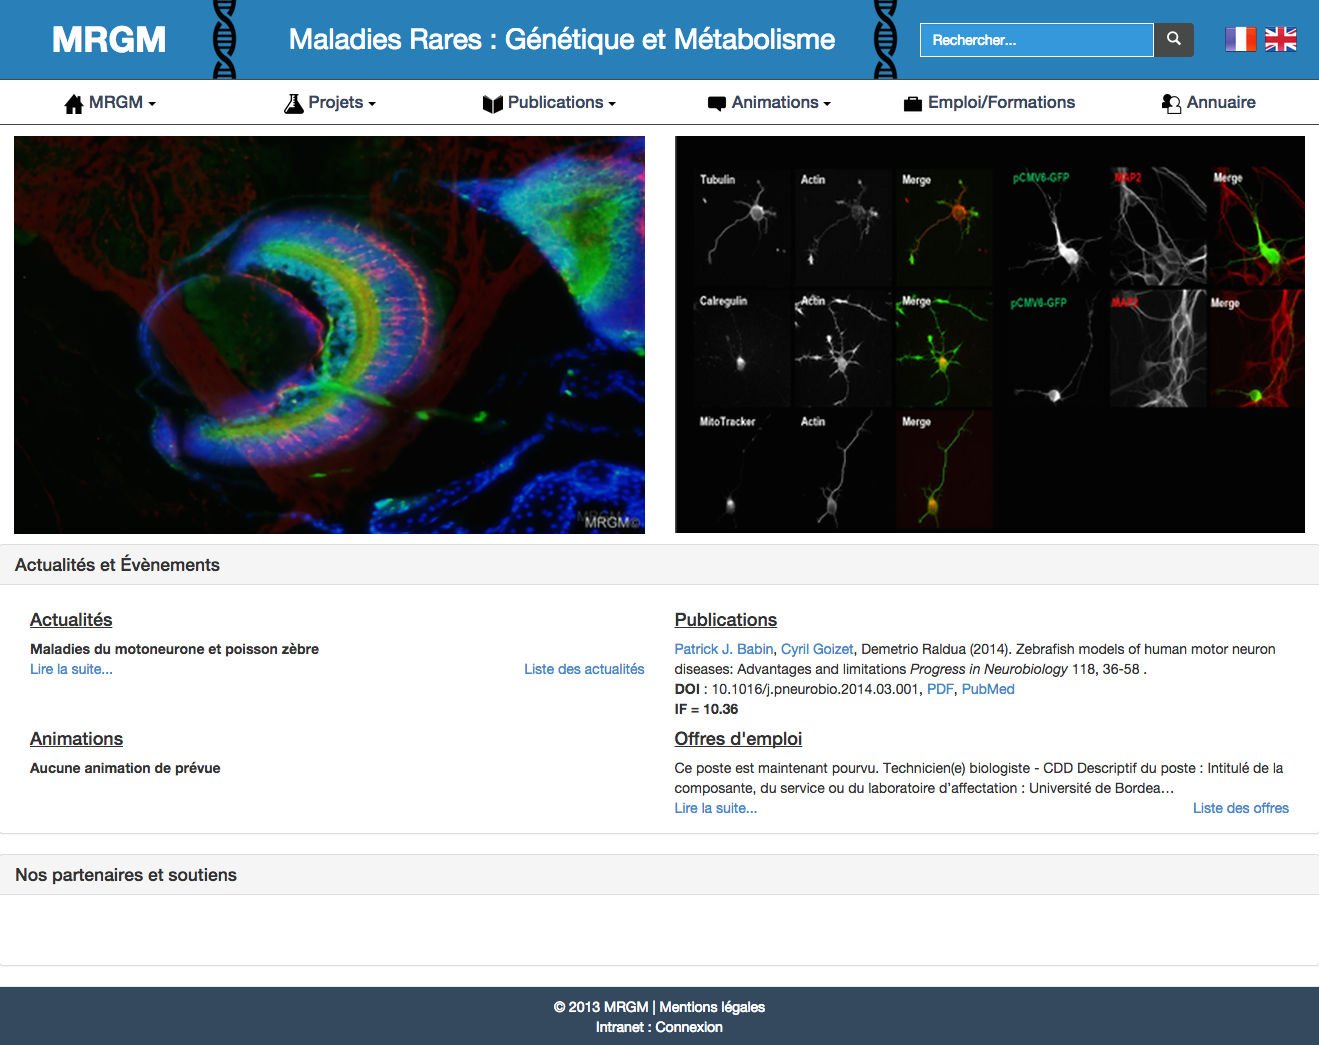 MRGM
Maladies Rares : Génétique et Métabolisme
Rechercher...
MRGM
Projets
Publications
Animations
Emploi/Formations
Annuaire
MRGM©
Tubulin
Actin
Merge
pCMV6-GFP
MAP2
Merge
Calregulin
Actin
Merge
pCMV6-GFP
MAP2
Merge
MitoTracker
Actin
Merge
Actualités et Évènements
Actualités
Maladies du motoneurone et poisson zèbre
Lire la suite...
Liste des actualités
Publications
Patrick J. Babin, Cyril Goizet, Demetrio Raldua (2014). Zebrafish models of human motor neuron
diseases: Advantages and limitations Progress in Neurobiology 118, 36-58 .
DOI : 10.1016/j.pneurobio.2014.03.001, PDF, PubMed
IF = 10.36
Animations
Aucune animation de prévue
Offres d'emploi
Ce poste est maintenant pourvu. Technicien(e) biologiste - CDD Descriptif du poste : Intitulé de la
composante, du service ou du laboratoire d’affectation : Université de Bordea…
Lire la suite...
Liste des offres
Nos partenaires et soutiens
© 2013 MRGM | Mentions légales
Intranet : Connexion